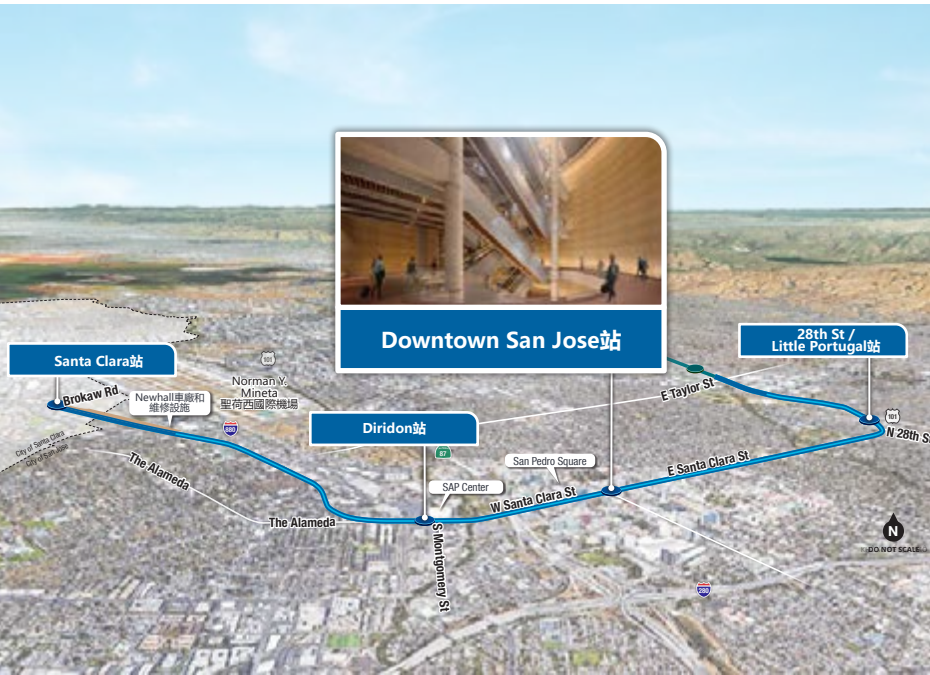 Downtown San Jose站
28th St /
Little Portugal站
Santa Clara站
101
Norman Y.
Mineta
聖荷西國際機場
Newhall車廠和
維修設施
Brokaw Rd
E Taylor St
880
Diridon站
101
N 28th St
87
City of Santa Clara
City of San Jose
San Pedro Square
E Santa Clara St
The Alameda
SAP Center
W Santa Clara St
The Alameda
S Montgomery St
N
DO NOT SCALE
280